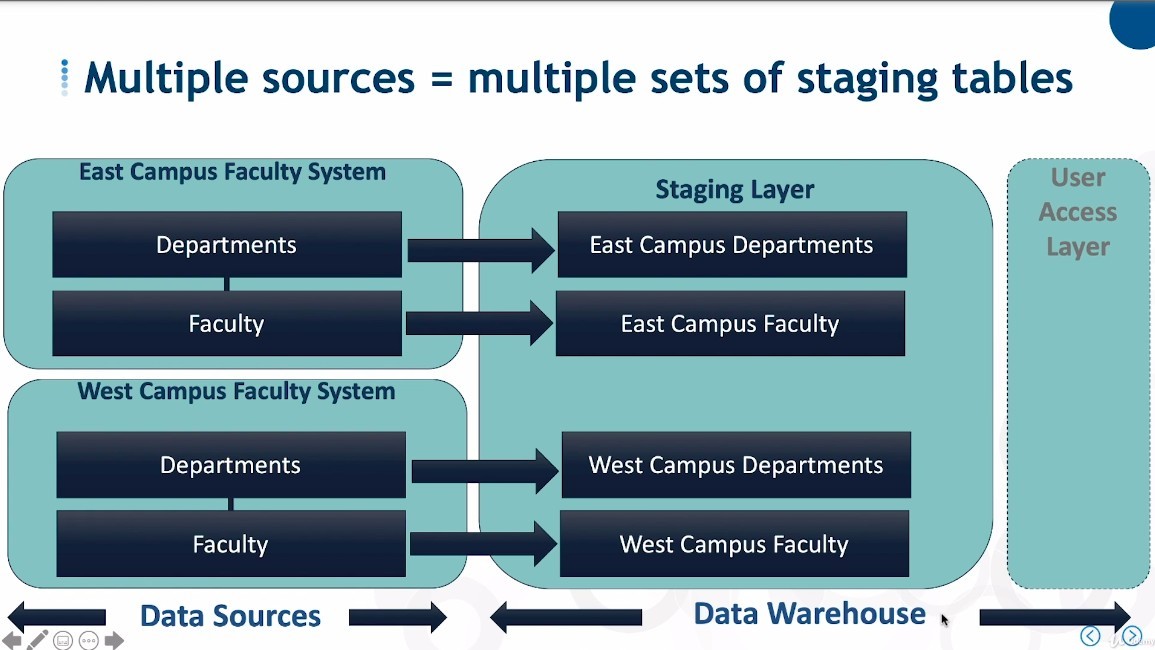 Multiple sources = multiple sets of staging tables
East Campus Faculty System
Departments
Faculty
West Campus Faculty System
Departments
Faculty
Staging Layer
East Campus Departments
East Campus Faculty
West Campus Departments
West Campus Faculty
User
Access
Layer
Data Sources
Data Warehouse